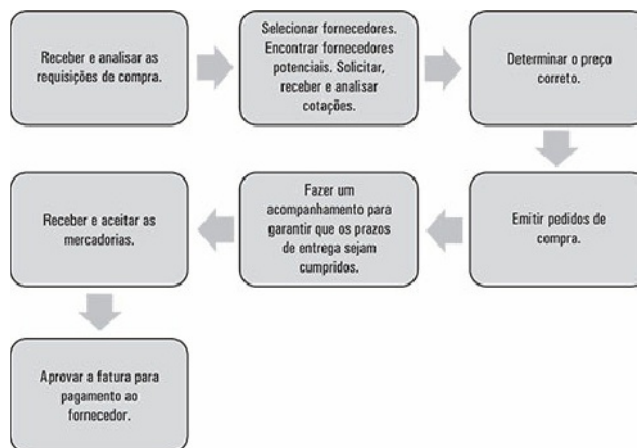 Receber e analisar as
requisições de compra.
Selecionar fornecedores.
Encontrar fornecedores
potenciais. Solicitar,
receber e analisar
cotações.
Determinar o preço
correto.
Emitir pedidos de
compra.
Fazer um
acompanhamento para
garantir que os prazos
de entrega sejam
cumpridos.
Receber e aceitar as
mercadorias.
Aprovar a fatura para
pagamento ao
fornecedor.